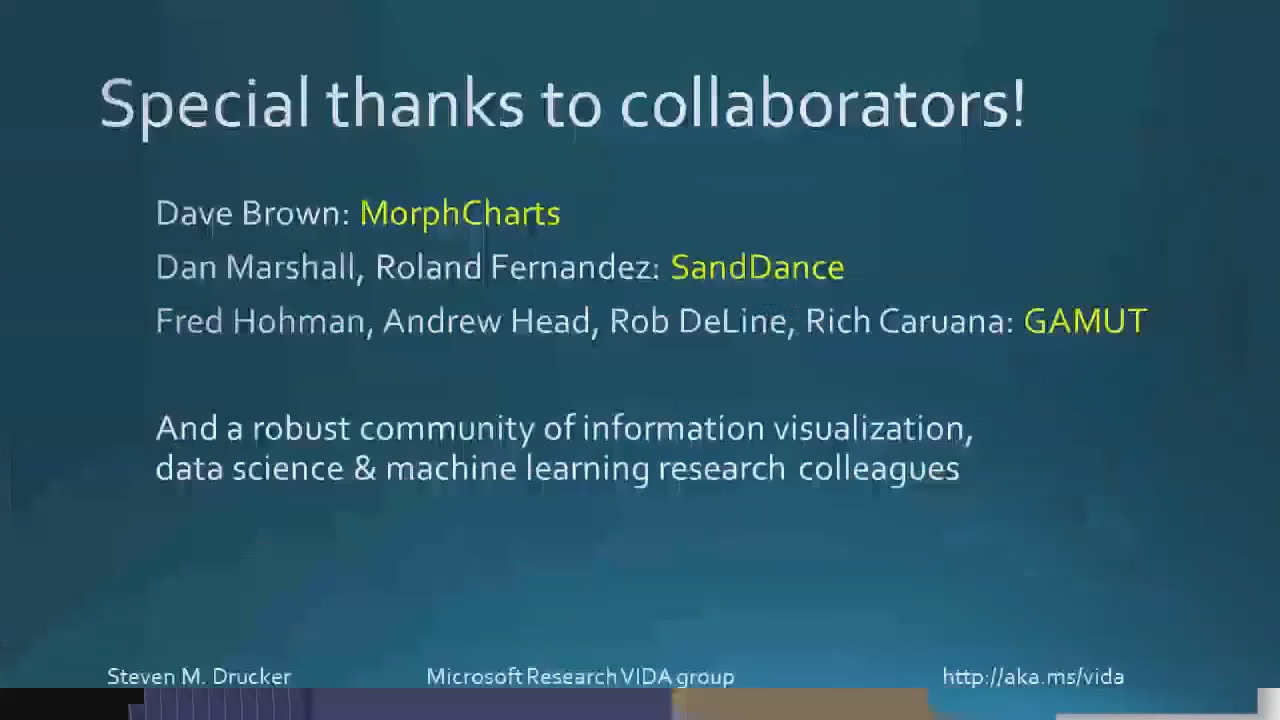 Special thanks to collaborators!
Dave Brown: MorphCharts
Dan Marshall, Roland Fernandez: SandDance
Fred Hohman, Andrew Head, Rob DeLine, Rich Caruana: GAMUT
And a robust community of information visualization,
data science & machine learning research colleagues
Steven M. Drucker Microsoft Research VIDA group http://aka.ms/vida